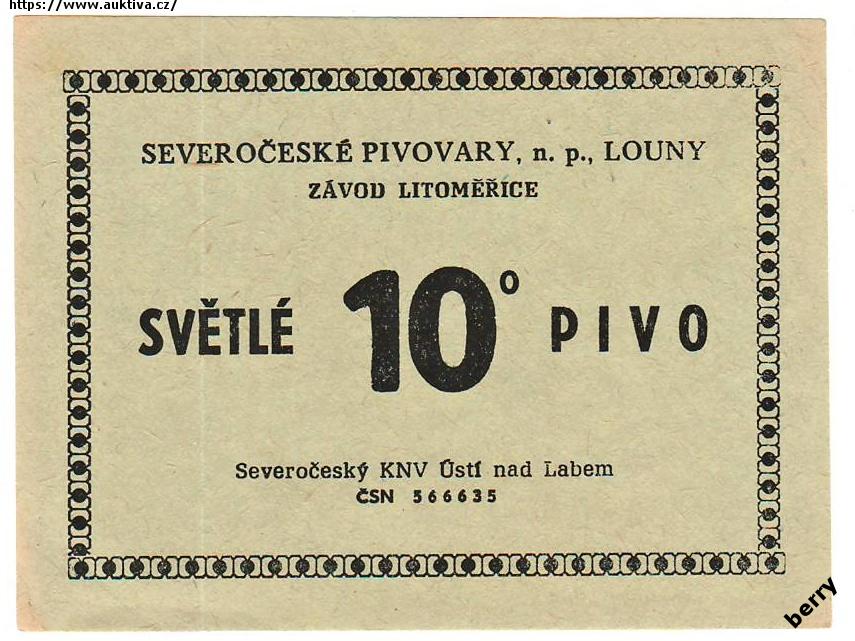 https://www.auktiva.cz/
SEVEROČESKÉ PIVOVARY, n. p., LOUNY
ZÁVOD LITOMĚŘICE
SVĚTLÉ 10° PIVO
Severočeský KNV Ústí nad Labem
ČSN 566635
berry